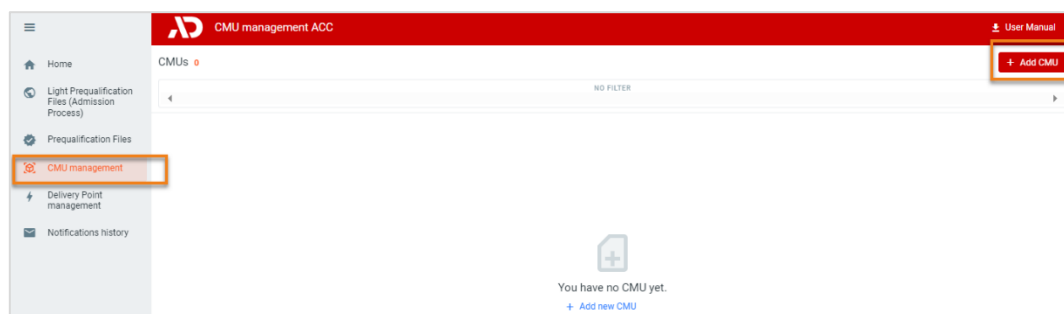 CMU management ACC
User Manual
Home
Light Prequalification
Files (Admission
Process)
Prequalification Files
CMU management
Delivery Point
management
Notifications history
CMUs 0
+ Add CMU
NO FILTER
You have no CMU yet.
+ Add new CMU